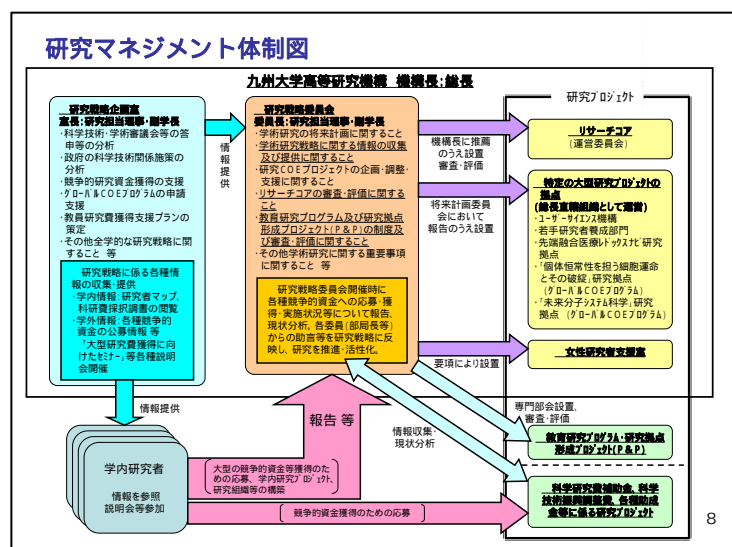 研究マネジメント体制図
九州大学高等研究機構 機構長:総長
研究戦略企画室
室長:研究担当理事・副学長
・科学技術・学術審議会等の答
申等の分析
・政府の科学技術関係施策の
分析
・競争的研究資金獲得の支援
・グローバルCOEプログラムの申請
支援
・教員研究費獲得支援プランの
策定
・その他全学的な研究戦略に関
すること 等
研究戦略に係る各種情
報の収集・提供
・学内情報:研究者マップ、
科研費採択調書の閲覧
・学外情報:各種競争的
資金の公募情報 等
「大型研究費獲得に向
けたセミナー」等各種説明
会開催
情報提供
研究戦略委員会
委員長:研究担当理事・副学長
・学術研究の将来計画に関すること
・学術研究戦略に関する情報の収集
及び提供に関すること
・研究COEプロジェクトの企画・調整・
支援に関すること
・リサーチコアの審査・評価に関するこ
と
・教育研究プログラム及び研究拠点
形成プロジェクト(P&P)の制度及
び審査・評価に関すること
・その他学術研究に関する重要事項
に関すること 等
研究戦略委員会開催時に
各種競争的資金への応募・獲
得・実施状況等について報告、
現状分析。各委員(部局長等)
からの助言等を研究戦略に反
映し、研究を推進・活性化。
機構長に推薦
のうえ設置
審査・評価
将来計画委員
会において
報告のうえ設置
要項により設置
研究プロジェクト
リサーチコア
(運営委員会)
特定の大型研究プロジェクトの
拠点
(総長直轄組織として運営)
・ユーザーサイエンス機構
・若手研究者養成部門
・先端融合医療レドックスナビ研究
拠点
・「個体恒常性を担う細胞運命
とその破綻」研究拠点
(グローバルCOEプログラム)
・「未来分子システム科学」研究
拠点 (グローバルCOEプログラム)
女性研究者支援室
専門部会設置、
審査・評価
教育研究プログラム・研究拠点
形成プロジェクト(P&P)
科学研究費補助金、科学
技術振興調整費、各種助成
金等に係る研究プロジェクト
情報提供
学内研究者
情報を参照
説明会等参加
報告 等
情報収集・
現状分析
大型の競争的資金等獲得のた
めの応募、学内研究プロジェクト、
研究組織等の構築
競争的資金獲得のための応募
8